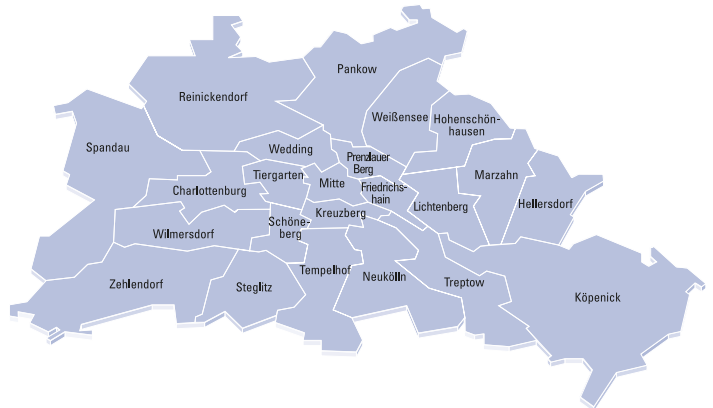 Pankow
Reinickendorf
Weißensee
Hohenschön-
hausen
Spandau
Wedding
Prenzlauer
Berg
Tiergarten
Mitte
Marzahn
Charlottenburg
Friedrichs-
hain
Lichtenberg
Hellersdorf
Kreuzberg
Schöne-
berg
Wilmersdorf
Tempelhof
Neukölln
Zehlendorf
Steglitz
Treptow
Köpenick